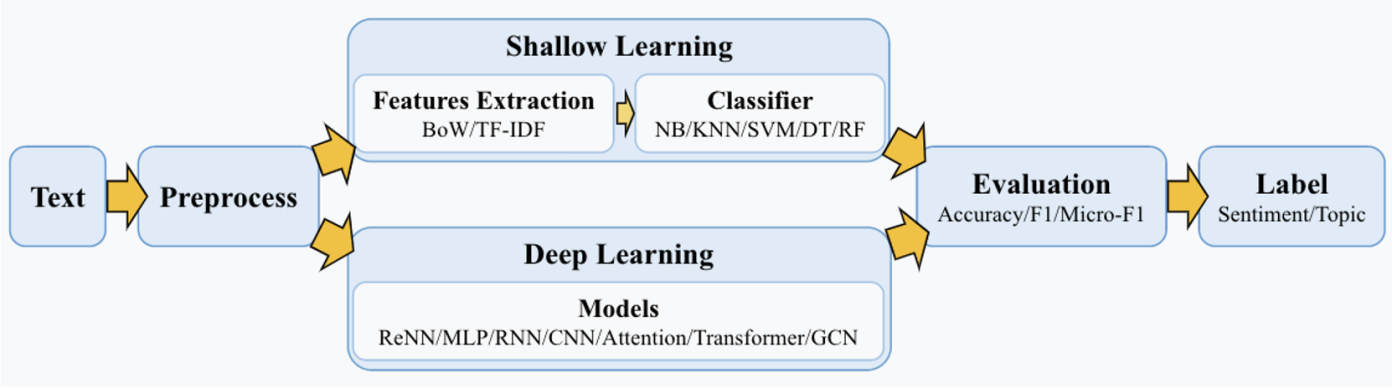 Text
Preprocess
Shallow Learning
Features Extraction
BoW/TF-IDF
Classifier
NB/KNN/SVM/DT/RF
Deep Learning
Models
ReNN/MLP/RNN/CNN/Attention/Transformer/GCN
Evaluation
Accuracy/F1/Micro-F1
Label
Sentiment/Topic